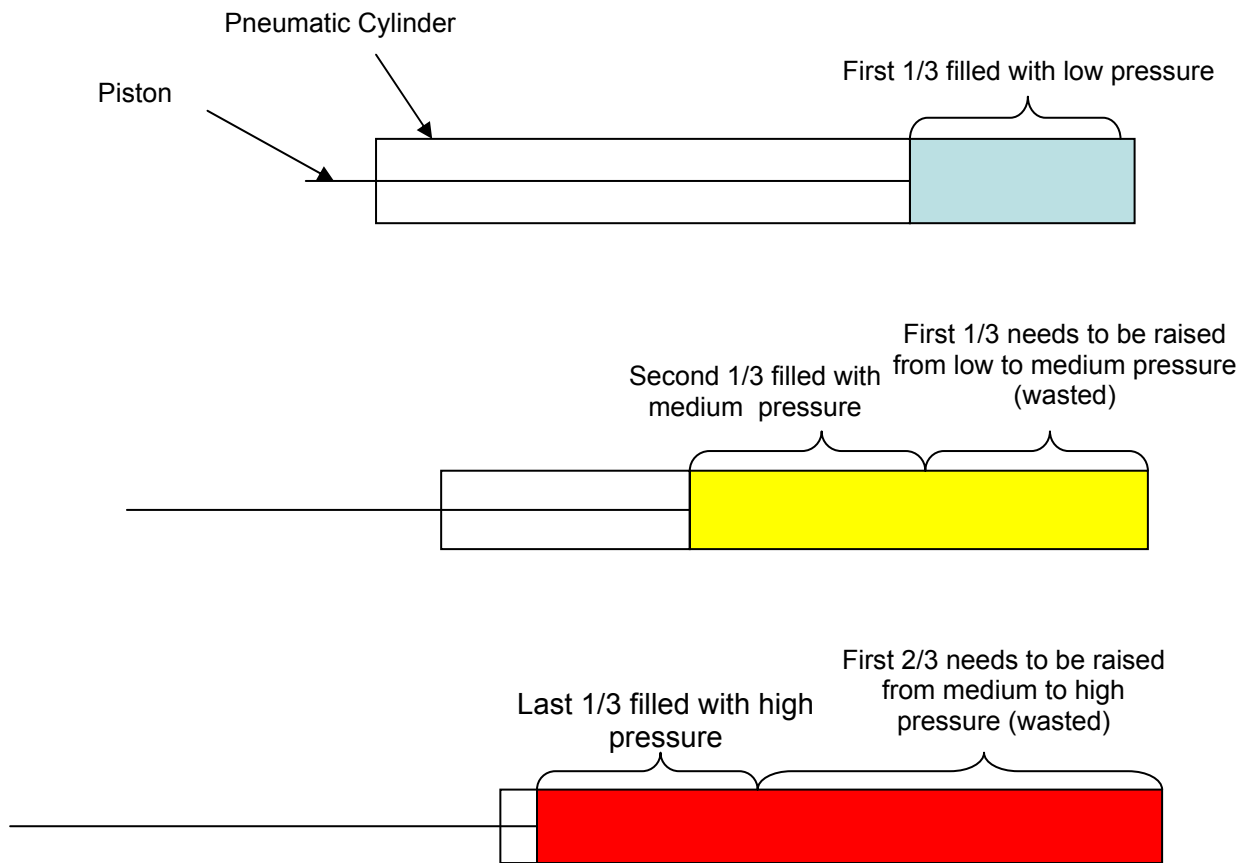 Pneumatic Cylinder
First 1/3 filled with low pressure
Piston
First 1/3 needs to be raised
from low to medium pressure
(wasted)
Second 1/3 filled with
medium pressure
First 2/3 needs to be raised
from medium to high
pressure (wasted)
Last 1/3 filled with high
pressure